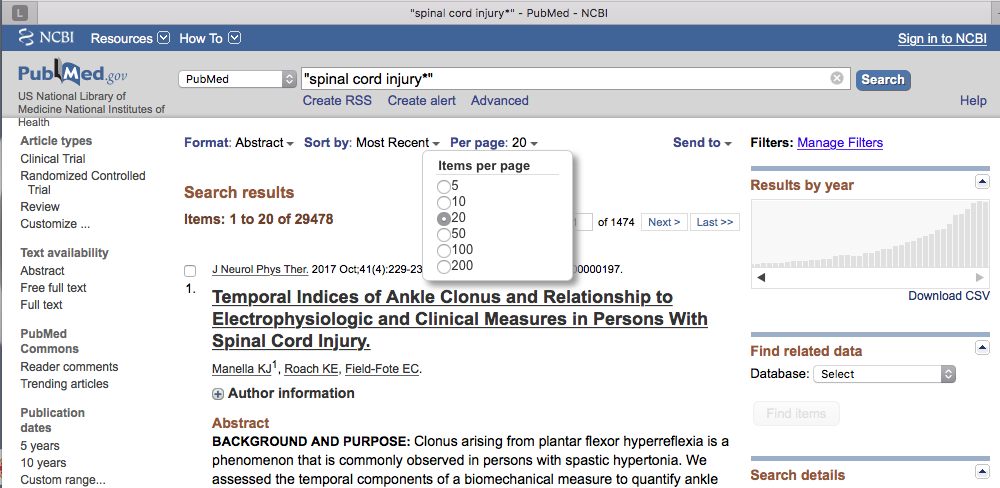 L
"spinal cord injury*" - PubMed - NCBI
NCBI Resources How To Sign in to NCBI
PubMed.gov
US National Library of
Medicine National Institutes of
Health
PubMed
"spinal cord injury*"
Search
Create RSS Create alert Advanced
Help
Article types
Clinical Trial
Randomized Controlled
Trial
Review
Customize ...
Text availability
Abstract
Free full text
Full text
PubMed
Commons
Reader comments
Trending articles
Publication
dates
5 years
10 years
Custom range...
Format: Abstract Sort by: Most Recent Per page: 20 Send to
Items per page
5
10
20
50
100
200
Search results
Items: 1 to 20 of 29478
1 of 1474 Next > Last >>
J Neurol Phys Ther. 2017 Oct;41(4):229-23 0000197.
1.
Temporal Indices of Ankle Clonus and Relationship to
Electrophysiologic and Clinical Measures in Persons With
Spinal Cord Injury.
Manella KJ1, Roach KE, Field-Fote EC.
Author information
Abstract
BACKGROUND AND PURPOSE: Clonus arising from plantar flexor hyperreflexia is a
phenomenon that is commonly observed in persons with spastic hypertonia. We
assessed the temporal components of a biomechanical measure to quantify ankle
Filters: Manage Filters
Results by year
Download CSV
Find related data
Database: Select
Find items
Search details